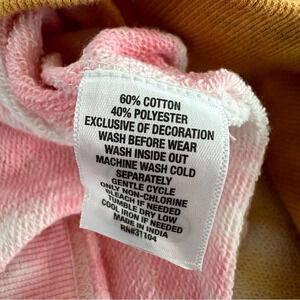 60% COTTON
40% POLYESTER
EXCLUSIVE OF DECORATION
WASH BEFORE WEAR
WASH INSIDE OUT
MACHINE WASH COLD
SEPARATELY
GENTLE CYCLE
ONLY NON-CHLORINE
BLEACH IF NEEDED
TUMBLE DRY LOW
COOL IRON IF NEEDED
MADE IN INDIA
RN#31104